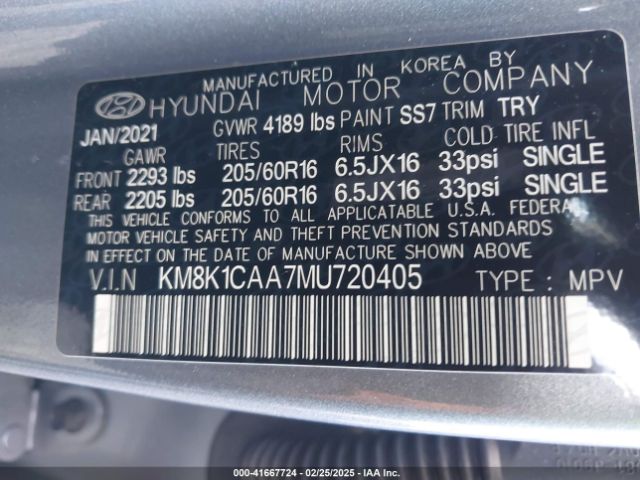 MANUFACTURED IN KOREA BY
HYUNDAI MOTOR COMPANY
JAN/2021 GVWR 4189 lbs PAINT SS7 TRIM TRY
GAWR TIRES RIMS COLD TIRE INFL
FRONT 2293 lbs 205/60R16 6.5JX16 33psi SINGLE
REAR 2205 lbs 205/60R16 6.5JX16 33psi SINGLE
THIS VEHICLE CONFORMS TO ALL APPLICABLE U.S.A. FEDERAL
MOTOR VEHICLE SAFETY AND THEFT PREVENTION STANDARDS
IN EFFECT ON THE DATE OF MANUFACTURE SHOWN ABOVE.
V.I.N KM8K1CAA7MU720405 TYPE : MPV
000-41667724 | 02/25/2025 | IAA, Inc.